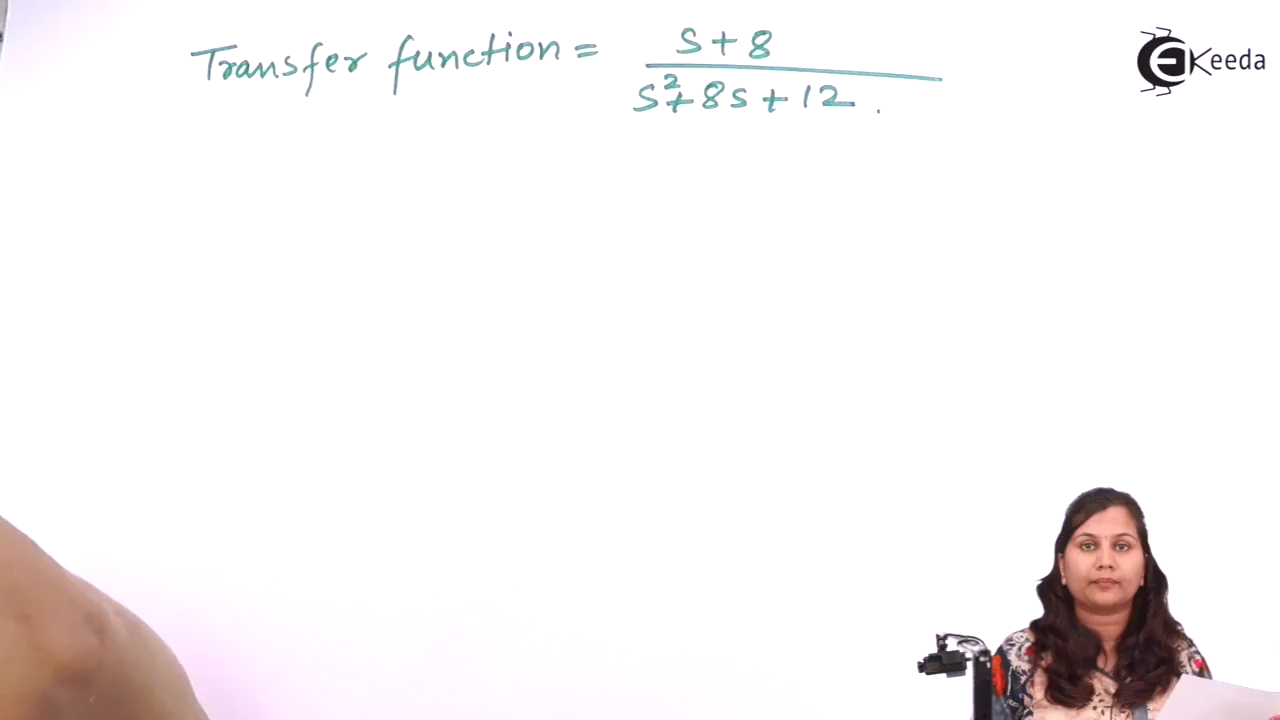 Transfer function = s+8
s²+8s+12.
EKeeda